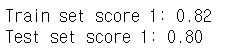 Train set score 1: 0.82
Test set score 1: 0.80